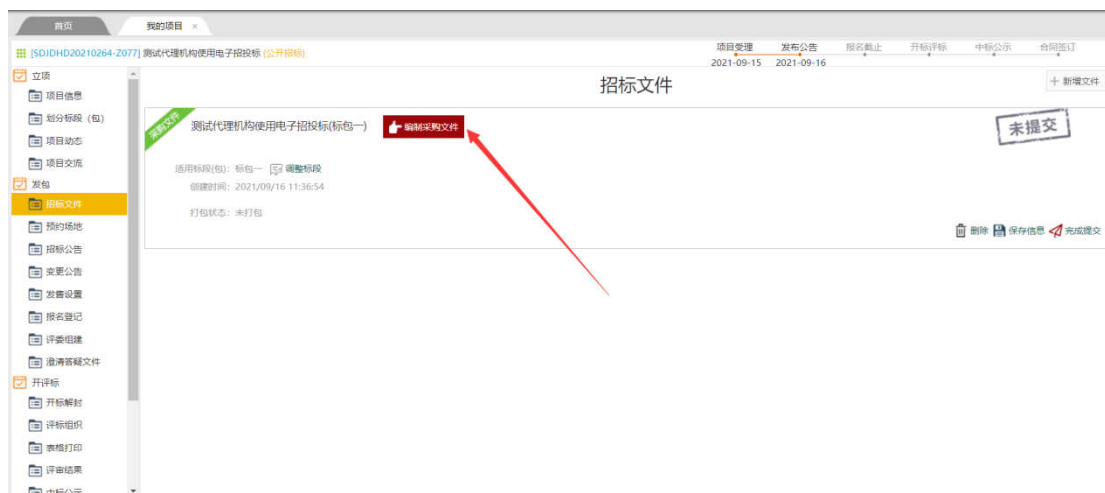 首页 我的项目 ×
[SDJDHD20210264-Z077] 测试代理机构使用电子招投标 (公开招标)
项目受理 发布公告 报名截止 开标评标 中标公示 合同签订
2021-09-15 2021-09-16
立项
项目信息
划分标段（包）
项目动态
项目交流
发包
招标文件
预约场地
招标公告
变更公告
发售设置
报名登记
评委组建
澄清答疑文件
开评标
开标解封
评标组织
表格打印
评审结果
中标公示
招标文件
+ 新增文件
采购文件
测试代理机构使用电子招投标(标包一)
编制采购文件
未提交
适用标段(包)： 标包一 调整标段
创建时间： 2021/09/16 11:36:54
打包状态： 未打包
删除 保存信息 完成提交